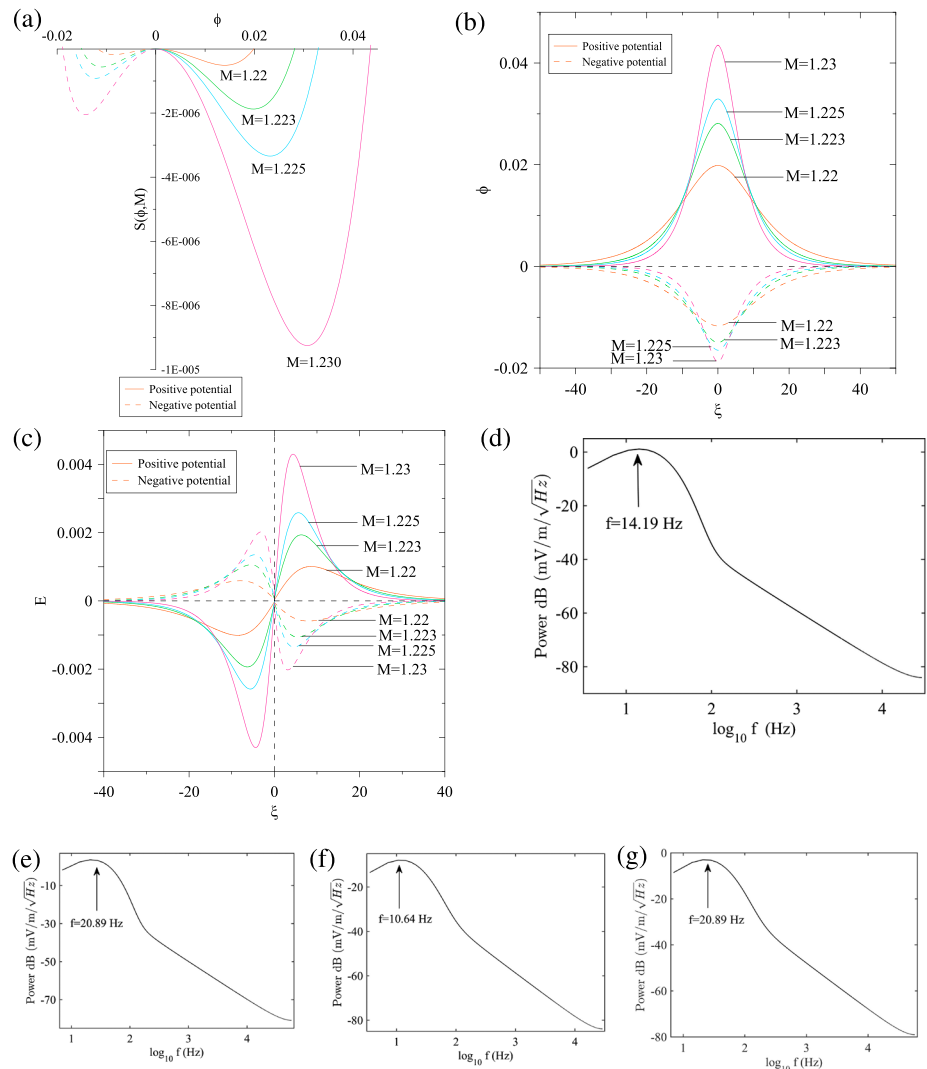 (a)
ϕ
-0.02 0 0.02 0.04
M=1.22
M=1.223
M=1.225
M=1.230
-2E-006
-4E-006
-6E-006
-8E-006
-1E-005
S(ϕ,M)
Positive potential
Negative potential
(b)
Positive potential
Negative potential
0.04
0.02
0
-0.02
ϕ
M=1.23
M=1.225
M=1.223
M=1.22
M=1.22
M=1.225 M=1.223
M=1.23
-40 -20 0 20 40
ξ
(c)
Positive potential
Negative potential
0.004
0.002
0
-0.002
-0.004
E
M=1.23
M=1.225
M=1.223
M=1.22
M=1.22
M=1.223
M=1.225
M=1.23
-40 -20 0 20 40
ξ
(d)
0
-20
-40
-60
-80
Power dB (mV/m/√Hz)
f=14.19 Hz
1 2 3 4
log10 f (Hz)
(e)
-10
-30
-50
-70
Power dB (mV/m/√Hz)
f=20.89 Hz
1 2 3 4
log10 f (Hz)
(f)
-20
-40
-60
-80
Power dB (mV/m/√Hz)
f=10.64 Hz
1 2 3 4
log10 f (Hz)
(g)
0
-20
-40
-60
-80
Power dB (mV/m/√Hz)
f=20.89 Hz
1 2 3 4
log10 f (Hz)